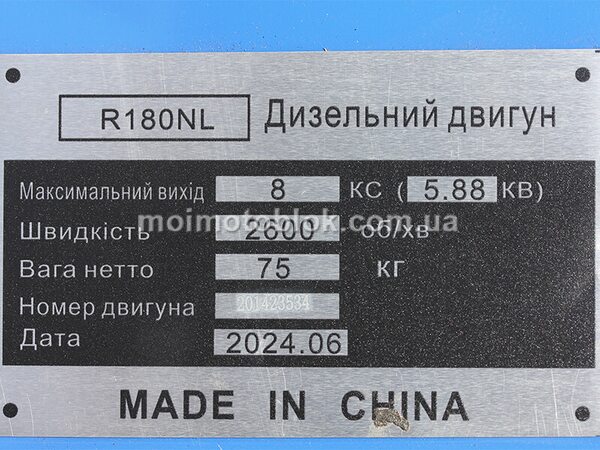 R180NL Дизельний двигун
Максимальний вихід 8 КС ( 5.88 КВ)
moimotoblok.com.ua
Швидкість 2600 об/хв
Вага нетто 75 кг
Номер двигуна 201423534
Дата 2024.06
MADE IN CHINA